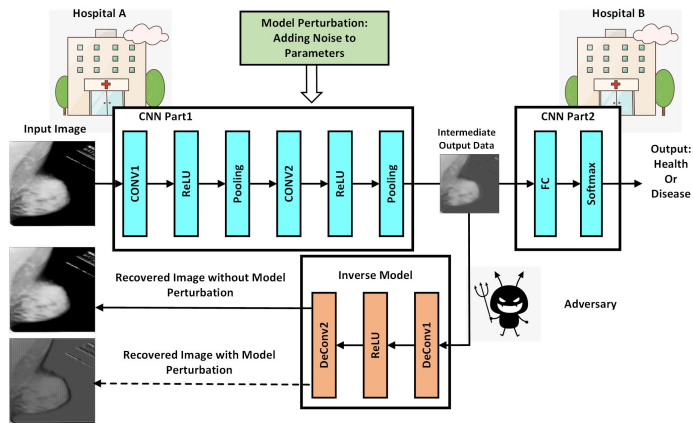 Hospital A
Model Perturbation:
Adding Noise to
Parameters
Hospital B
Input Image
CNN Part1
CONV1
ReLU
Pooling
CONV2
ReLU
Pooling
Intermediate
Output Data
CNN Part2
FC
Softmax
Output:
Health
Or
Disease
Recovered Image without Model
Perturbation
Inverse Model
DeConv2
ReLU
DeConv1
Adversary
Recovered Image with Model
Perturbation